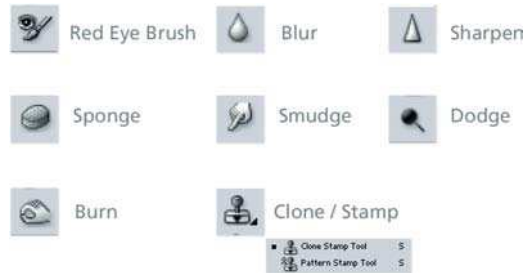 Red Eye Brush
Blur
Sharpen
Sponge
Smudge
Dodge
Burn
Clone / Stamp
Clone Stamp Tool S
Pattern Stamp Tool S